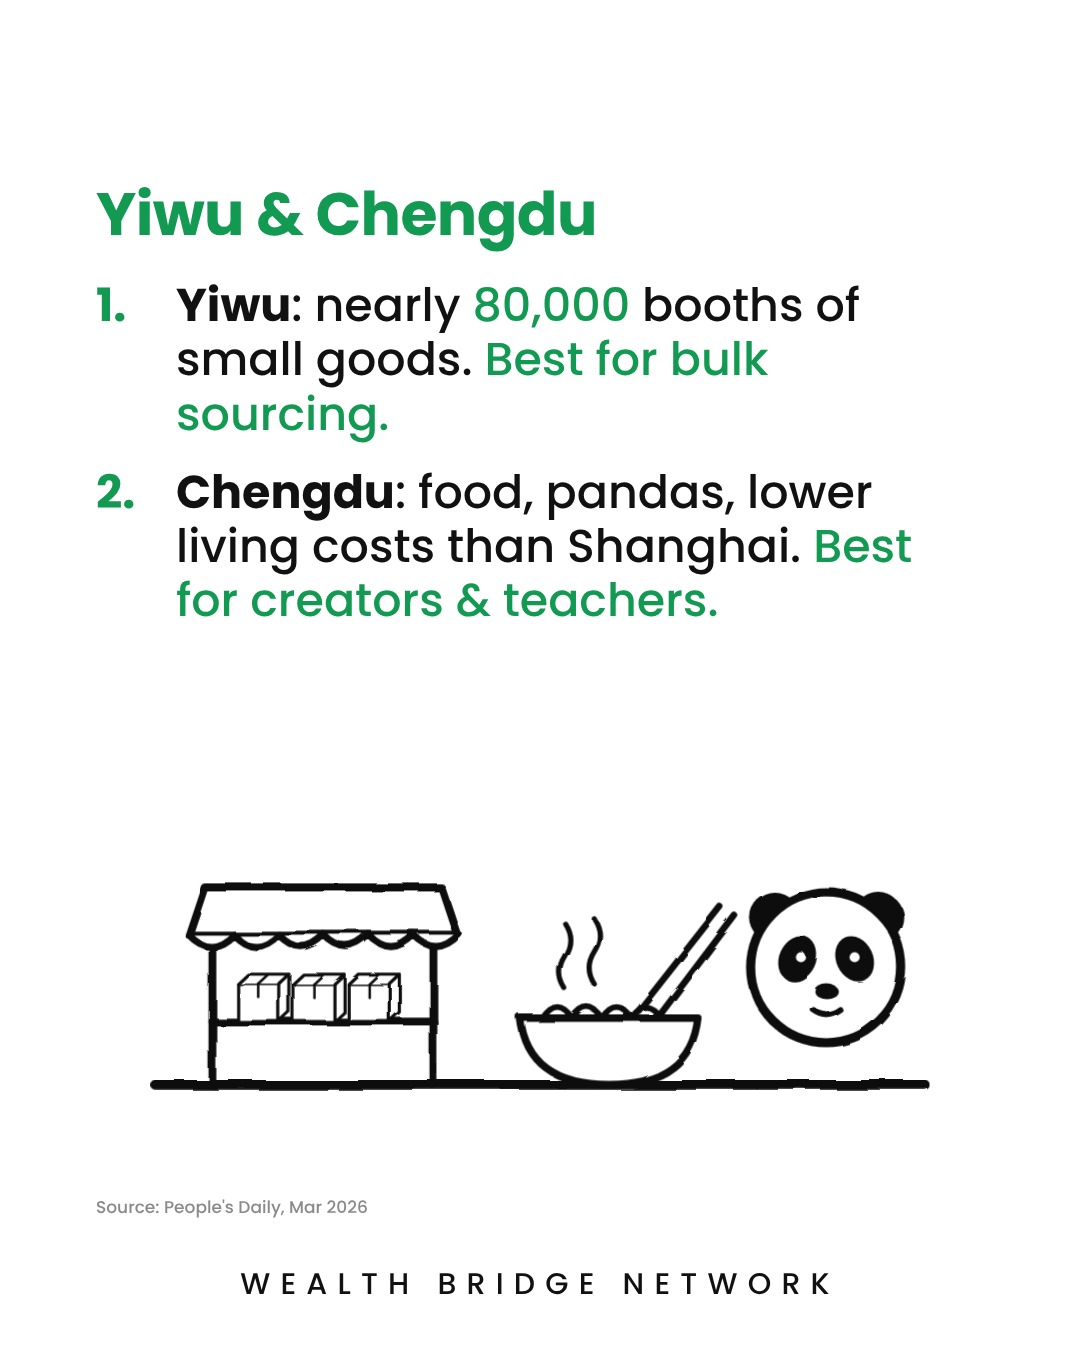 Yiwu & Chengdu
1. Yiwu: nearly 80,000 booths of
small goods. Best for bulk
sourcing.
2. Chengdu: food, pandas, lower
living costs than Shanghai. Best
for creators & teachers.
Source: People's Daily, Mar 2026
WEALTH BRIDGE NETWORK